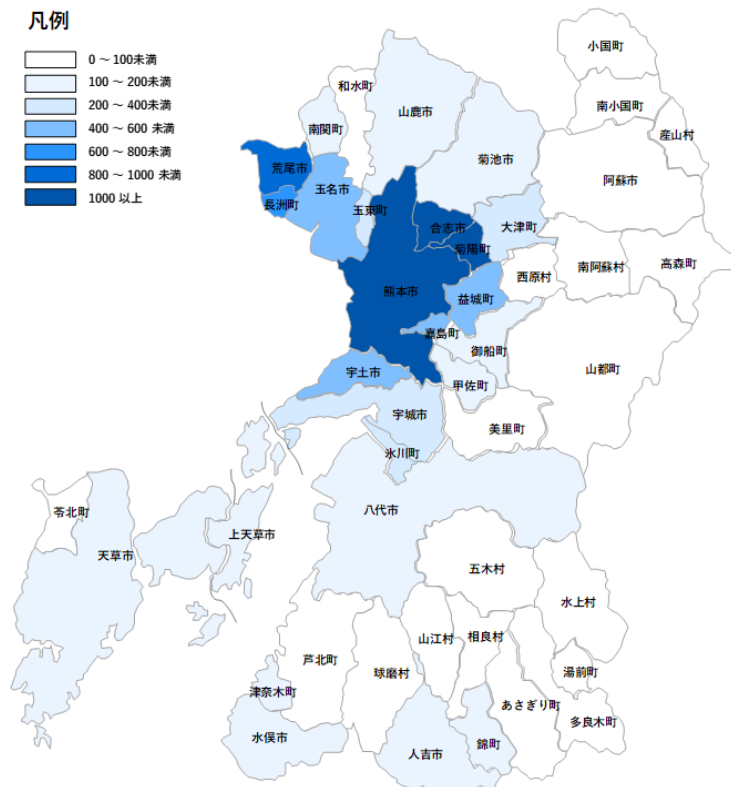 凡例
0 ～ 100未満
100 ～ 200未満
200 ～ 400未満
400 ～ 600 未満
600 ～ 800未満
800 ～ 1000 未満
1000 以上
小国町
和水町
南小国町
山鹿市
南関町
産山村
菊池市
荒尾市
阿蘇市
玉名市
長洲町
玉東町
合志市
大津町
菊陽町
高森町
南阿蘇村
西原村
熊本市
益城町
嘉島町
御船町
山都町
宇土市
甲佐町
宇城市
美里町
氷川町
八代市
苓北町
上天草市
天草市
五木村
水上村
山江村
相良村
芦北町
球磨村
湯前町
津奈木町
あさぎり町
多良木町
水俣市
錦町
人吉市